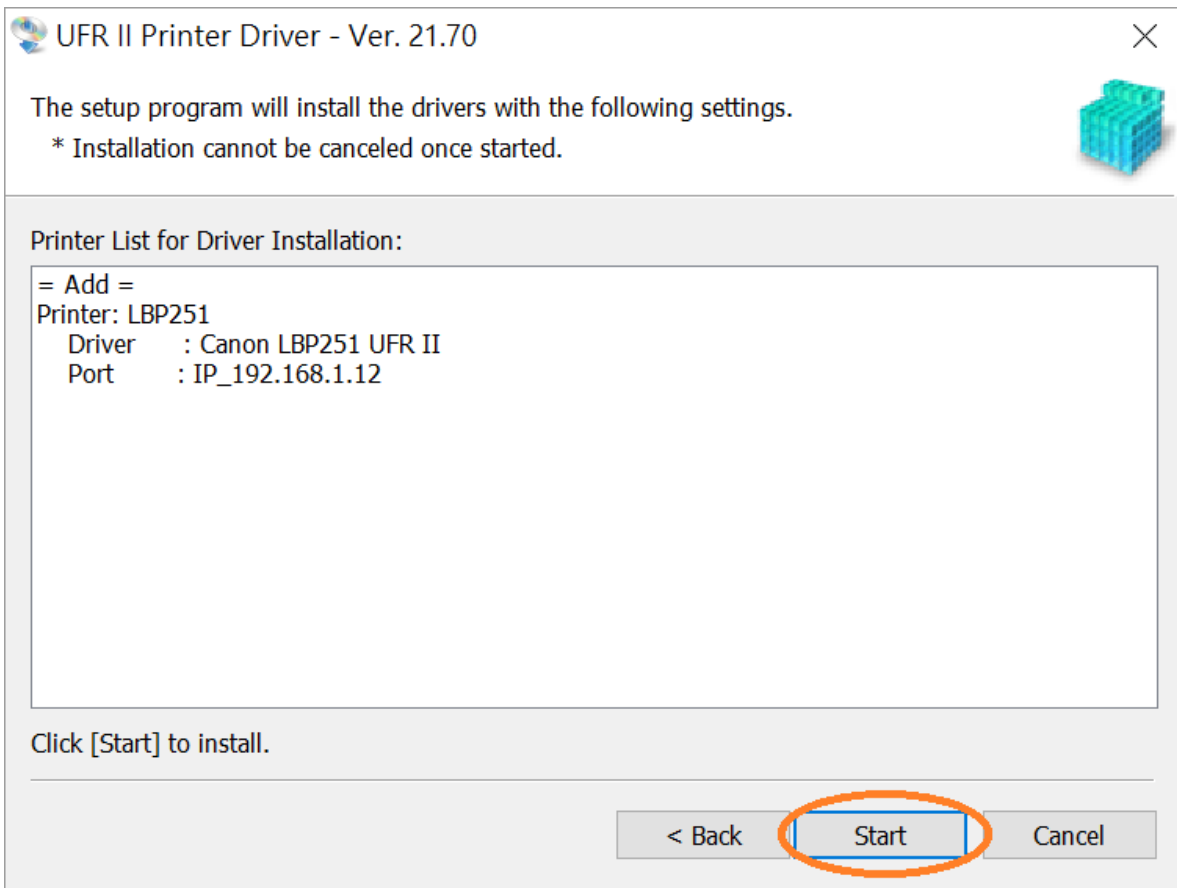 UFR II Printer Driver - Ver. 21.70
The setup program will install the drivers with the following settings.
* Installation cannot be canceled once started.
Printer List for Driver Installation:
= Add =
Printer: LBP251
Driver : Canon LBP251 UFR II
Port : IP_192.168.1.12
Click [Start] to install.
< Back Start Cancel